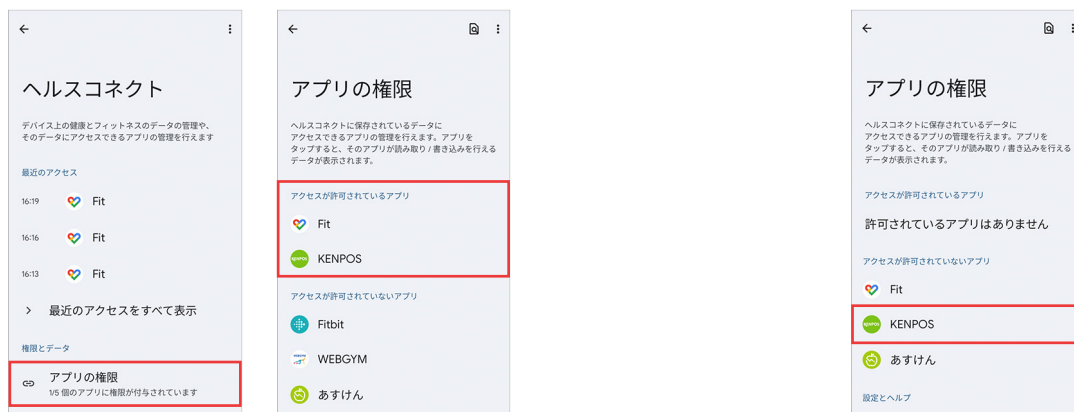 ヘルスコネクト
デバイス上の健康とフィットネスのデータの管理や、
そのデータにアクセスできるアプリの管理を行えます
最近のアクセス
16:19 Fit
16:16 Fit
16:13 Fit
最近のアクセスをすべて表示
権限とデータ
アプリの権限
1/5 個のアプリに権限が付与されています
アプリの権限
ヘルスコネクトに保存されているデータに
アクセスできるアプリの管理を行えます。アプリを
タップすると、そのアプリが読み取り / 書き込みを行える
データが表示されます。
アクセスが許可されているアプリ
Fit
KENPOS
アクセスが許可されていないアプリ
Fitbit
WEBGYM
あすけん
アプリの権限
ヘルスコネクトに保存されているデータに
アクセスできるアプリの管理を行えます。アプリを
タップすると、そのアプリが読み取り / 書き込みを行える
データが表示されます。
アクセスが許可されているアプリ
許可されているアプリはありません
アクセスが許可されていないアプリ
Fit
KENPOS
あすけん
設定とヘルプ